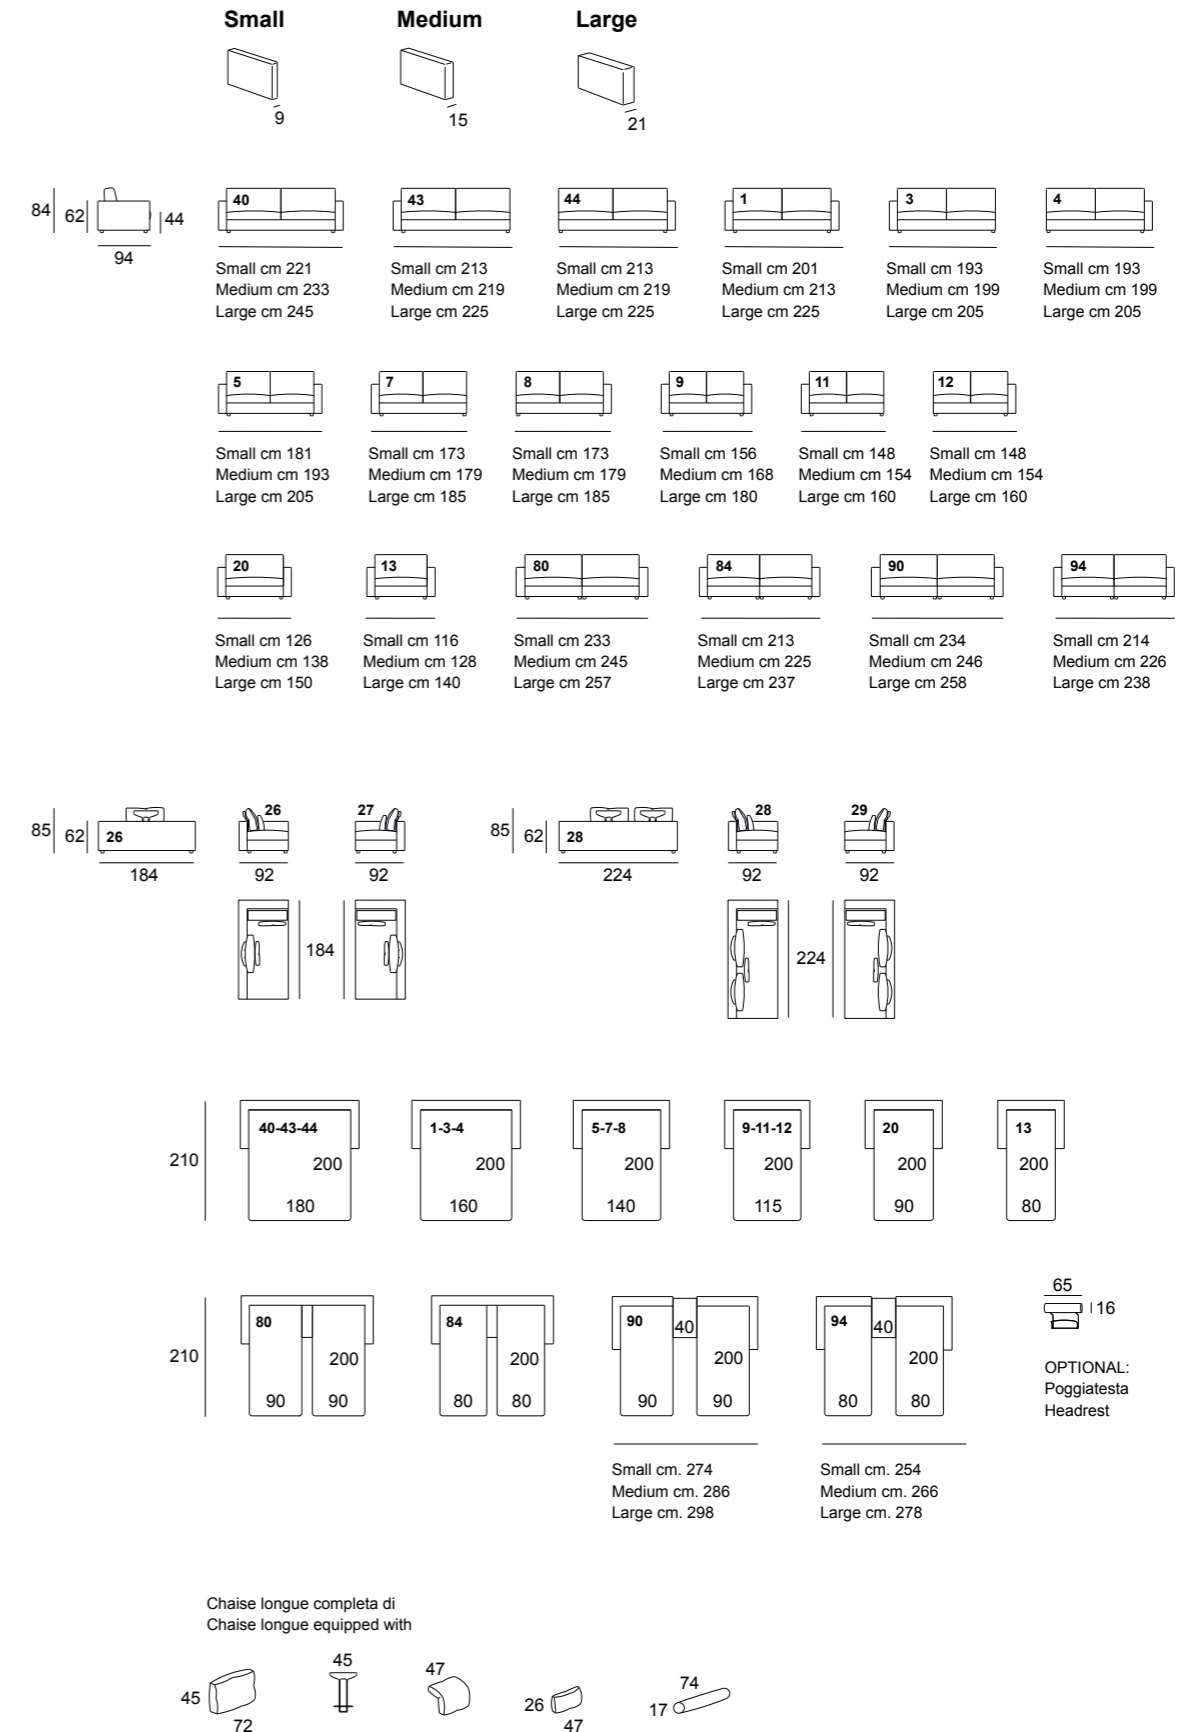 Small Medium Large
9 15 21
84 62 44 94
40 43 44 1 3 4
Small cm 221 Small cm 213 Small cm 213 Small cm 201 Small cm 193 Small cm 193
Medium cm 233 Medium cm 219 Medium cm 219 Medium cm 213 Medium cm 199 Medium cm 199
Large cm 245 Large cm 225 Large cm 225 Large cm 225 Large cm 205 Large cm 205
5 7 8 9 11 12
Small cm 181 Small cm 173 Small cm 173 Small cm 156 Small cm 148 Small cm 148
Medium cm 193 Medium cm 179 Medium cm 179 Medium cm 168 Medium cm 154 Medium cm 154
Large cm 205 Large cm 185 Large cm 185 Large cm 180 Large cm 160 Large cm 160
20 13 80 84 90 94
Small cm 126 Small cm 116 Small cm 233 Small cm 213 Small cm 234 Small cm 214
Medium cm 138 Medium cm 128 Medium cm 245 Medium cm 225 Medium cm 246 Medium cm 226
Large cm 150 Large cm 140 Large cm 257 Large cm 237 Large cm 258 Large cm 238
26 27 28 29
85 62 26 85 62 28
184 92 92 224 92 92
184 224
40-43-44 1-3-4 5-7-8 9-11-12 20 13
210 200 200 200 200 200 200
180 160 140 115 90 80
65
16
80 84 90 40 94 40
210 200 200 200 200
90 90 80 80 90 90 80 80
OPTIONAL:
Poggiatesta
Headrest
Small cm. 274 Small cm. 254
Medium cm. 286 Medium cm. 266
Large cm. 298 Large cm. 278
Chaise longue completa di
Chaise longue equipped with
45 47 74
45 26 17
72 47